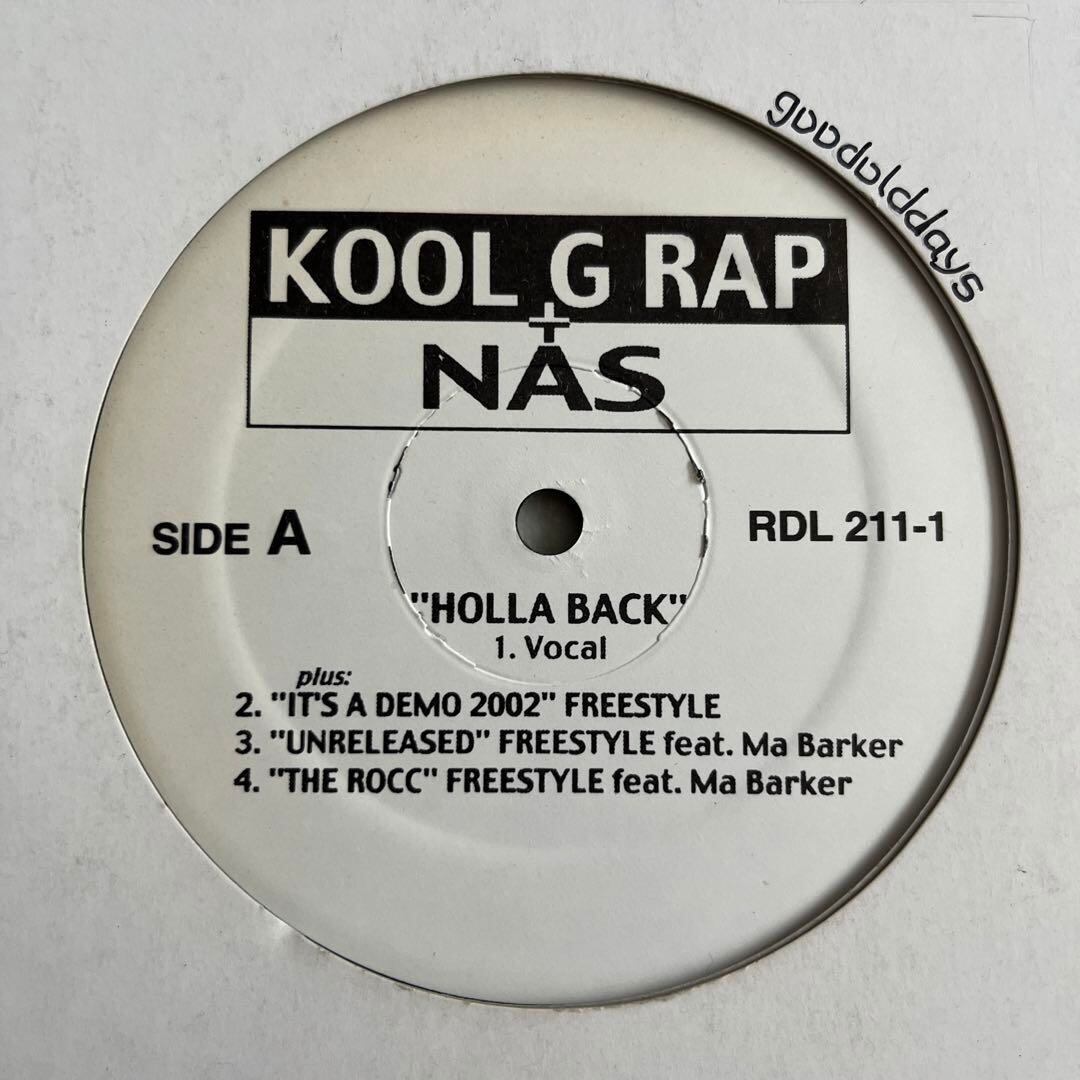 gooddolddays
KOOL G RAP
+
NAS
SIDE A
RDL 211-1
"HOLLA BACK"
1. Vocal
plus:
2. "IT'S A DEMO 2002" FREESTYLE
3. "UNRELEASED" FREESTYLE feat. Ma Barker
4. "THE ROCC" FREESTYLE feat. Ma Barker